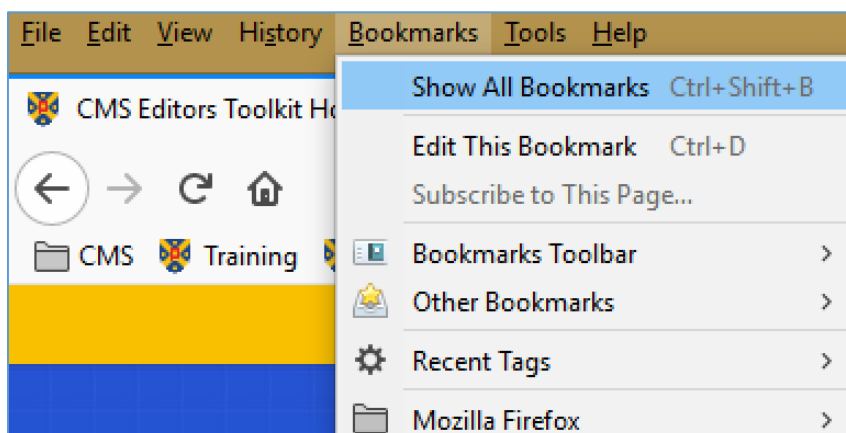 File Edit View History Bookmarks Tools Help
Show All Bookmarks Ctrl+Shift+B
CMS Editors Toolkit
Edit This Bookmark Ctrl+D
Subscribe to This Page...
CMS Training
Bookmarks Toolbar
Other Bookmarks
Recent Tags
Mozilla Firefox